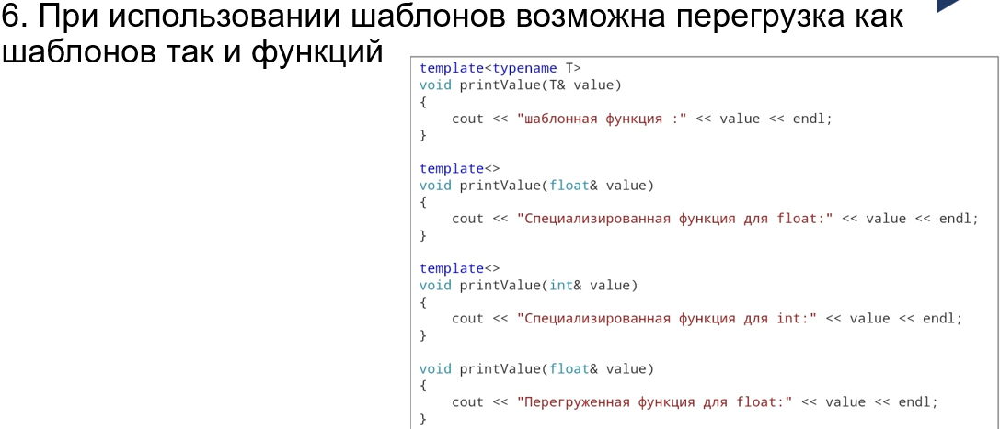 6. При использовании шаблонов возможна перегрузка как
шаблонов так и функций
template<typename T>
void printValue(T& value)
{
    cout << "шаблонная функция :" << value << endl;
}

template<>
void printValue(float& value)
{
    cout << "Специализированная функция для float:" << value << endl;
}

template<>
void printValue(int& value)
{
    cout << "Специализированная функция для int:" << value << endl;
}

void printValue(float& value)
{
    cout << "Перегруженная функция для float:" << value << endl;
}